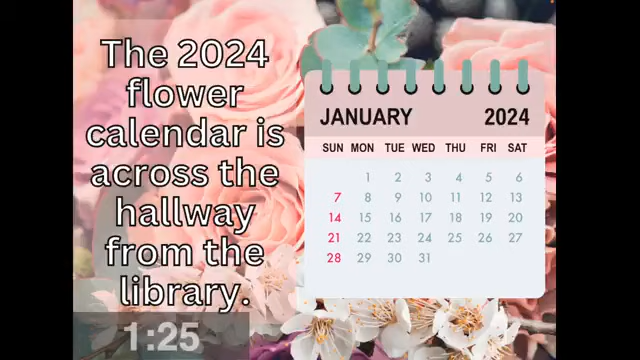 The 2024
flower
calendar is
across the
hallway
from the
library.
1:25
JANUARY 2024
SUN MON TUE WED THU FRI SAT
1 2 3 4 5 6
7 8 9 10 11 12 13
14 15 16 17 18 19 20
21 22 23 24 25 26 27
28 29 30 31